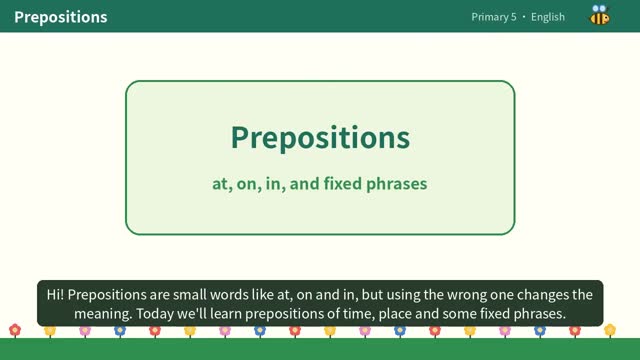 Prepositions
Primary 5 • English
Prepositions
at, on, in, and fixed phrases
Hi! Prepositions are small words like at, on and in, but using the wrong one changes the
meaning. Today we'll learn prepositions of time, place and some fixed phrases.